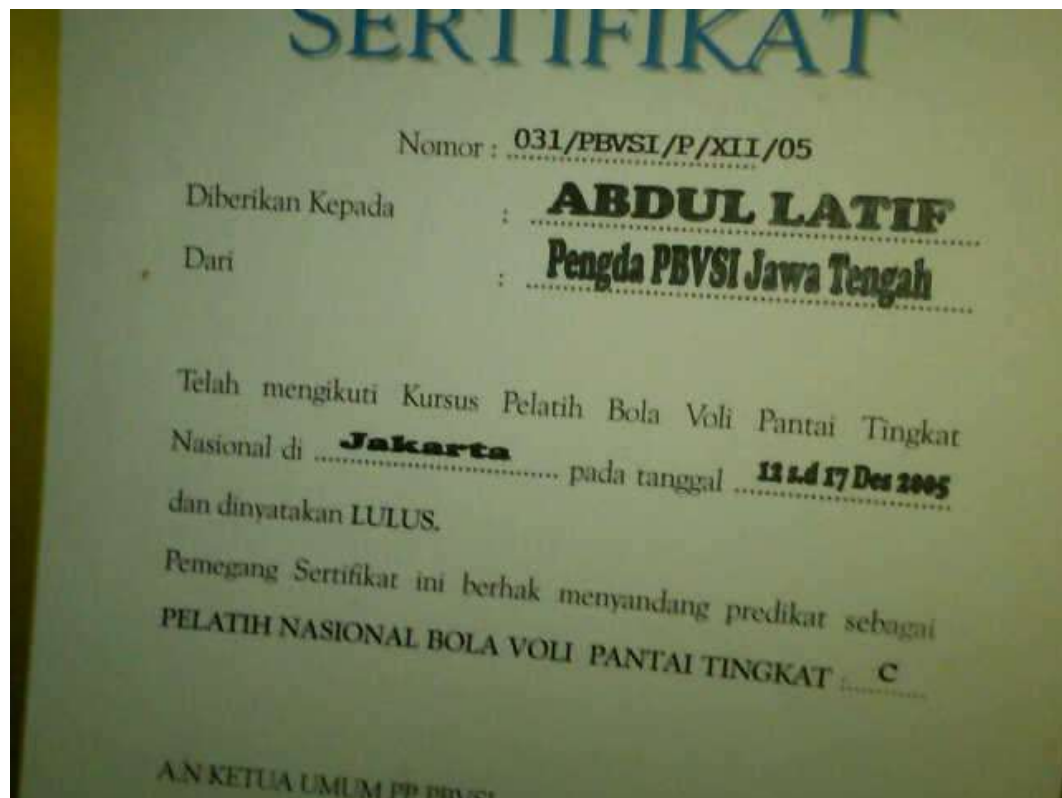 SERTIFIKAT
Nomor : 031/PBVSI/P/XII/05
Diberikan Kepada : ABDUL LATIF
Dari : Pengda PBVSI Jawa Tengah
Telah mengikuti Kursus Pelatih Bola Voli Pantai Tingkat
Nasional di Jakarta pada tanggal 12 s.d 17 Des 2005
dan dinyatakan LULUS.
Pemegang Sertifikat ini berhak menyandang predikat sebagai
PELATIH NASIONAL BOLA VOLI PANTAI TINGKAT : C
A.N KETUA UMUM PP PBVSI